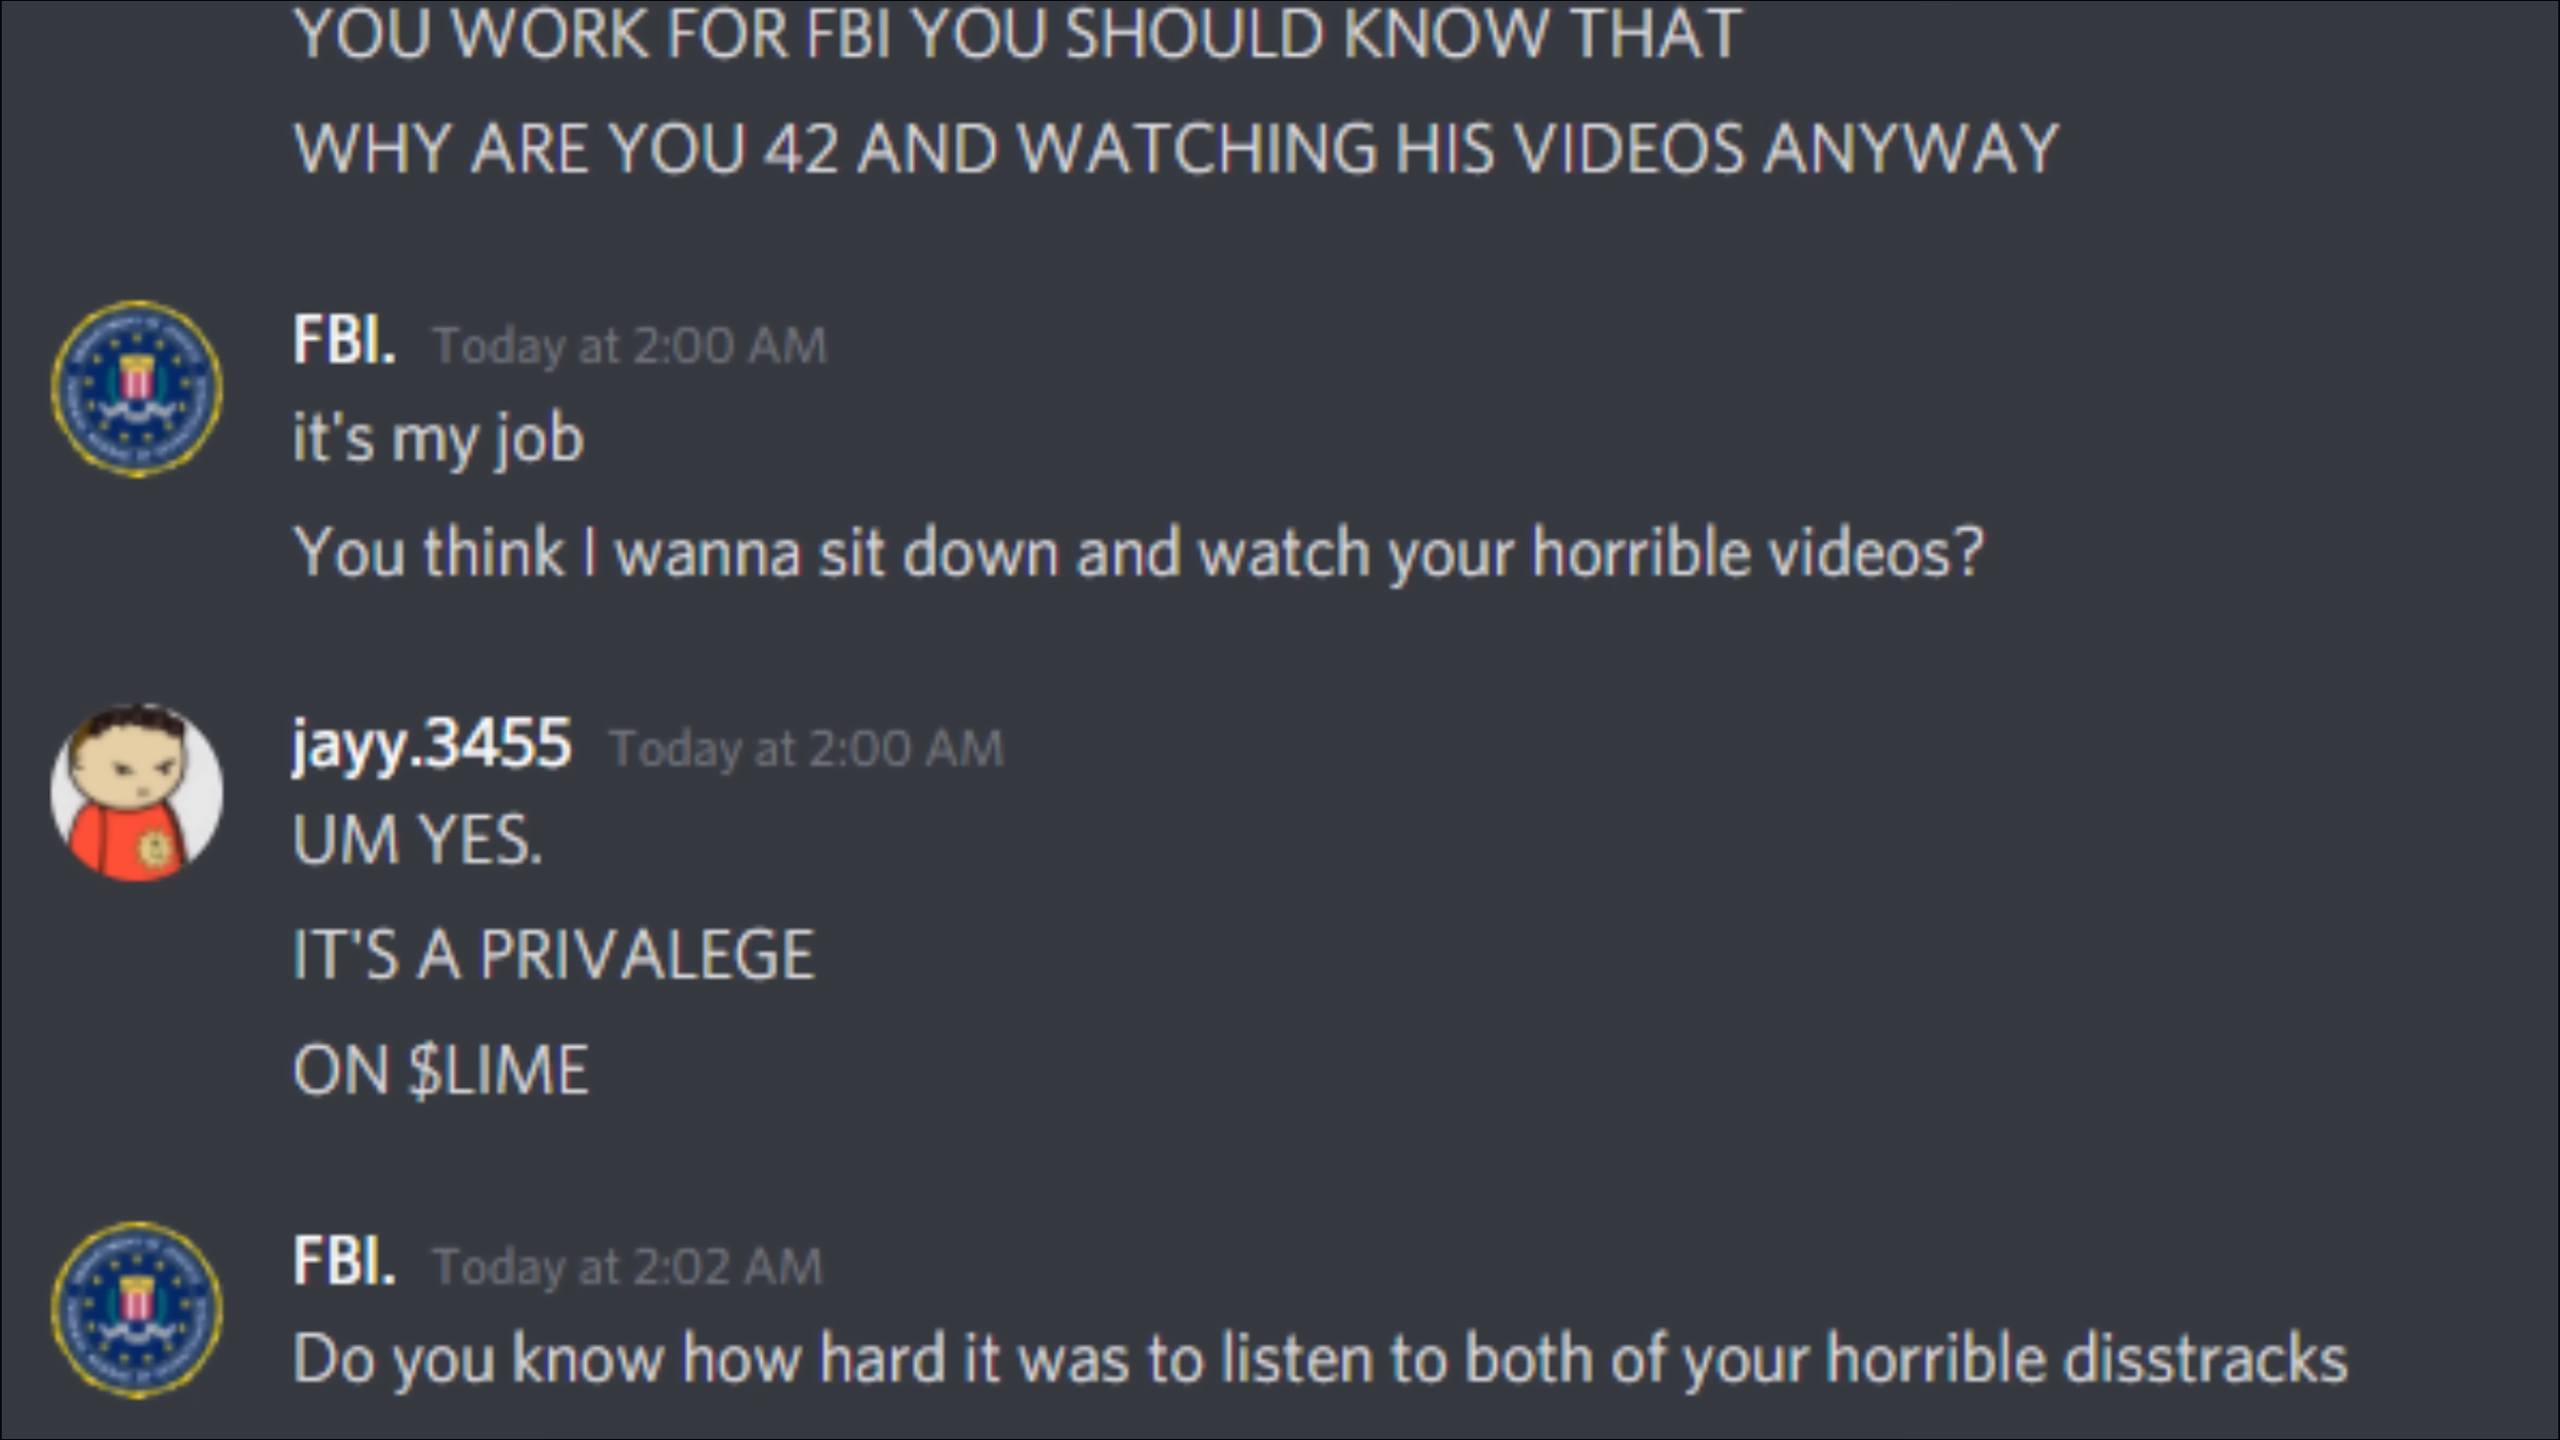 YOU WORK FOR FBI YOU SHOULD KNOW THAT
WHY ARE YOU 42 AND WATCHING HIS VIDEOS ANYWAY
FBI. Today at 2:00 AM
it's my job
You think I wanna sit down and watch your horrible videos?
jayy.3455 Today at 2:00 AM
UM YES.
IT'S A PRIVALEGE
ON $LIME
FBI. Today at 2:02 AM
Do you know how hard it was to listen to both of your horrible disstracks